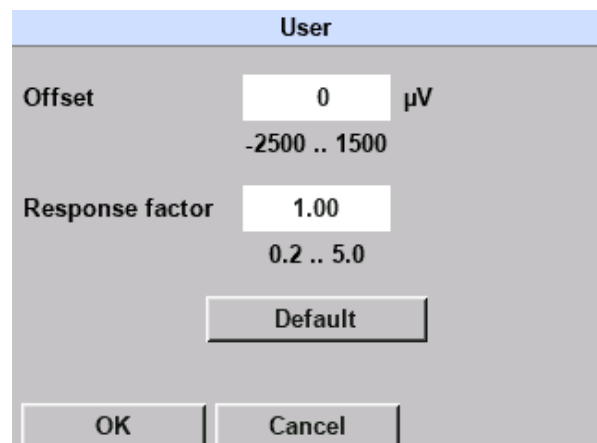 User
Offset 0 µV
-2500 .. 1500
Response factor 1.00
0.2 .. 5.0
Default
OK Cancel